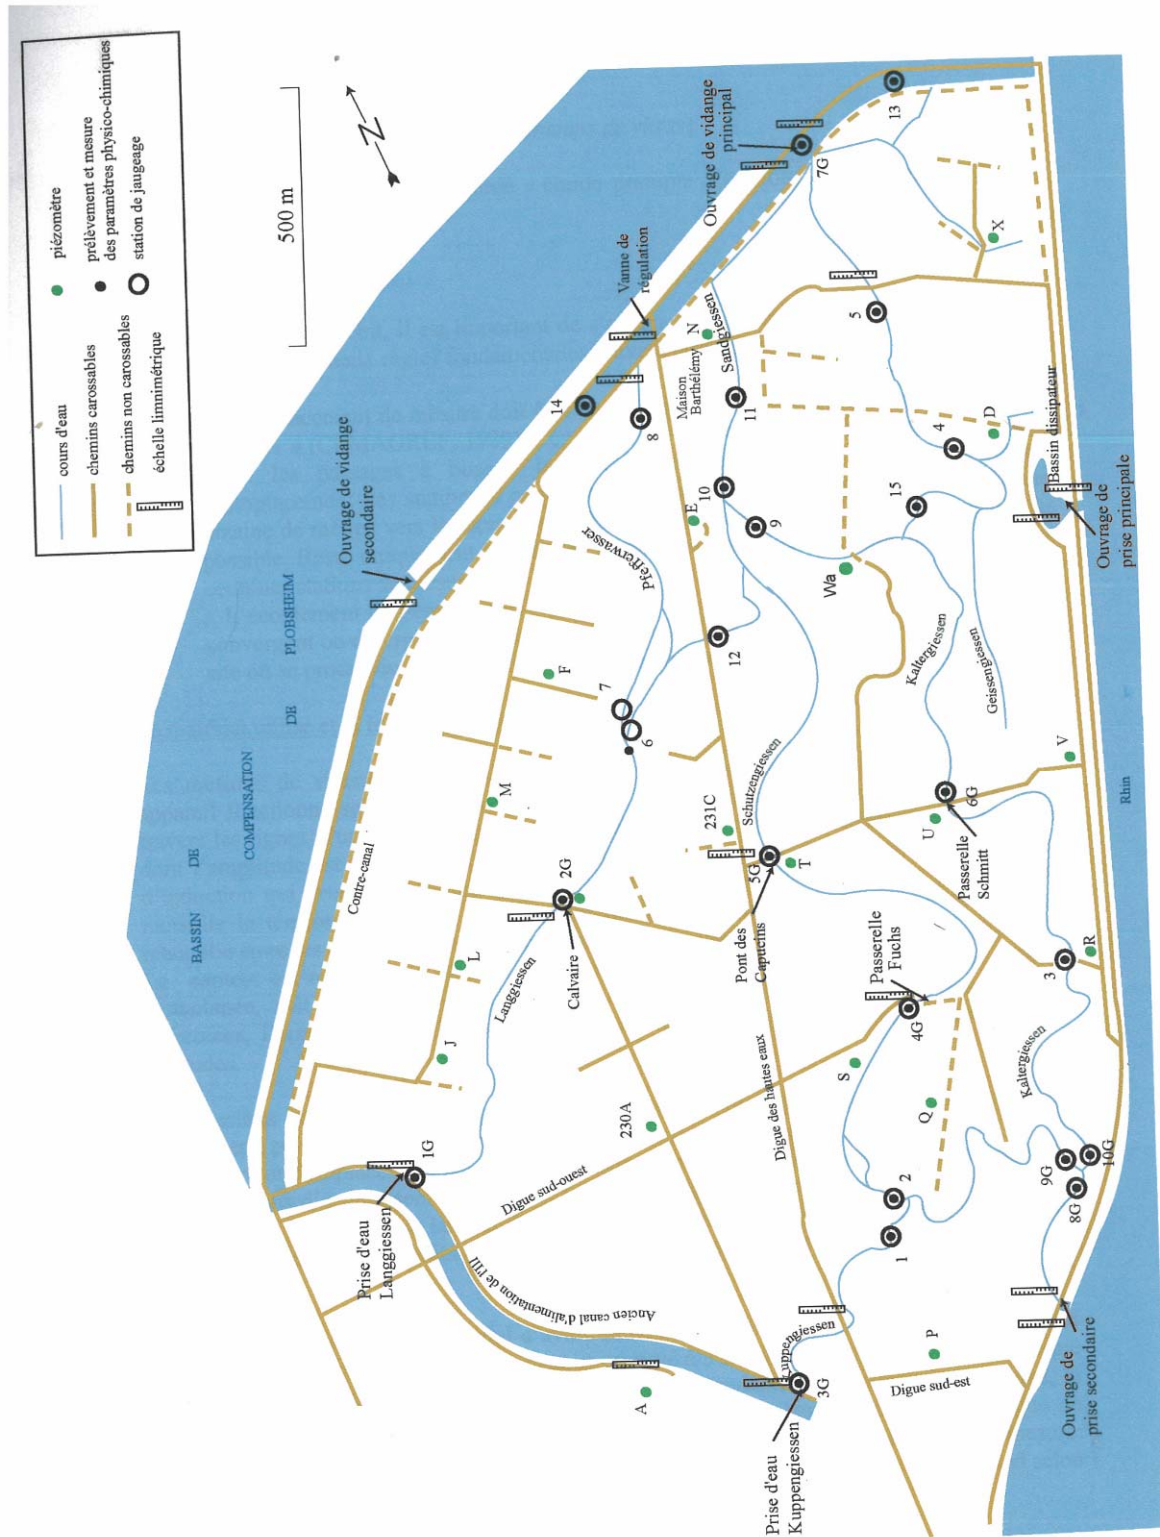 cours d'eau
chemins carossables
chemins non carossables
échelle limnimétrique
piézomètre
prélèvement et mesure
des paramètres physico-chimiques
station de jaugeage
500 m
N
BASSIN DE PLOBSHEIM
DE COMPENSATION
Contre-canal
Ouvrage de vidange
secondaire
Vanne de
régulation
Ouvrage de vidange
principal
13
7G
14
8
N
Sandgiessen
Maison
Barthélémy
11
10
E
9
5
X
4
D
15
Bassin dissipateur
Ouvrage de
prise principale
Wa
Pfefferwasser
F
7
6
12
M
231C
Schutzengiessen
Kaltergiessen
Geissengiessen
V
6G
U
Passerelle
Schmitt
Rhin
2G
5G
T
Pont des
Capucins
Calvaire
L
Langgiessen
J
Passerelle
Fuchs
4G
3
R
S
Q
Kaltergiessen
Digue des hautes eaux
230A
Digue sud-ouest
1G
Prise d'eau
Langgiessen
Ancien canal d'alimentation de l'Ill
2
1
9G
10G
8G
Kuppengiessen
P
Digue sud-est
A
3G
Prise d'eau
Kuppengiessen
Ouvrage de
prise secondaire